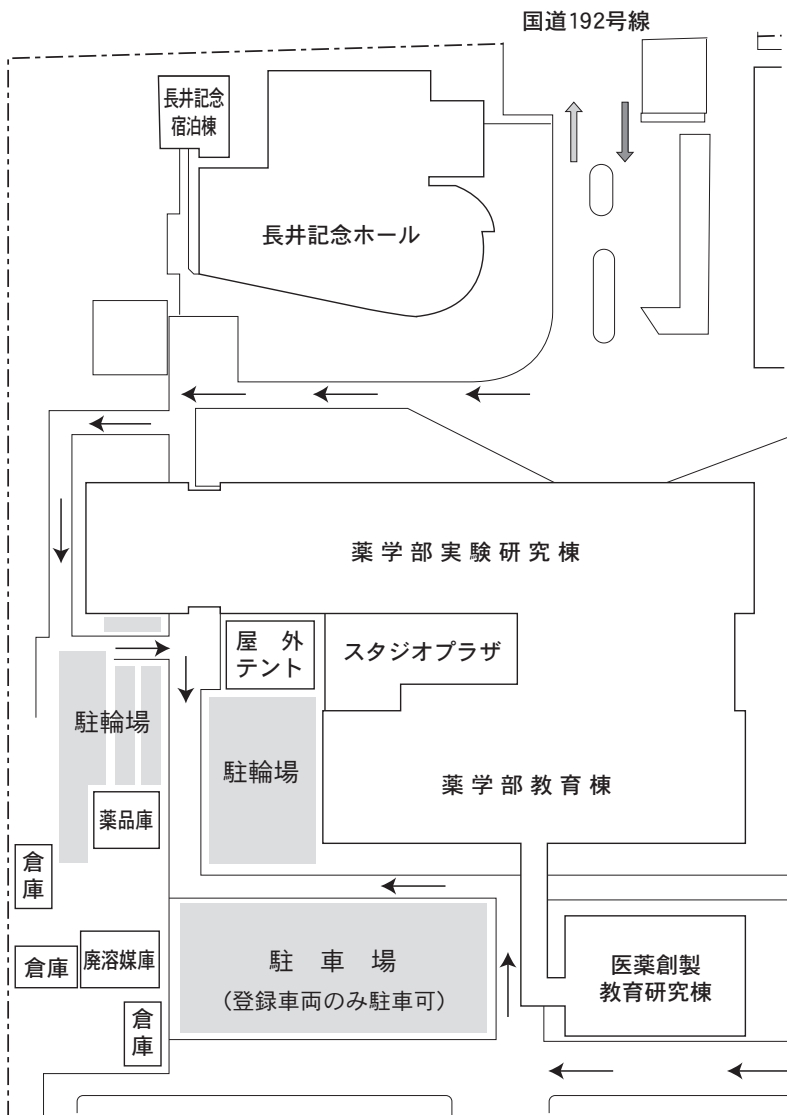 国道192号線
長井記念
宿泊棟
長井記念ホール
薬学部実験研究棟
屋 外
テント
スタジオプラザ
駐輪場
駐輪場
薬学部教育棟
薬品庫
倉
庫
倉庫
廃溶媒庫
駐 車 場
（登録車両のみ駐車可）
医薬創製
教育研究棟
倉
庫